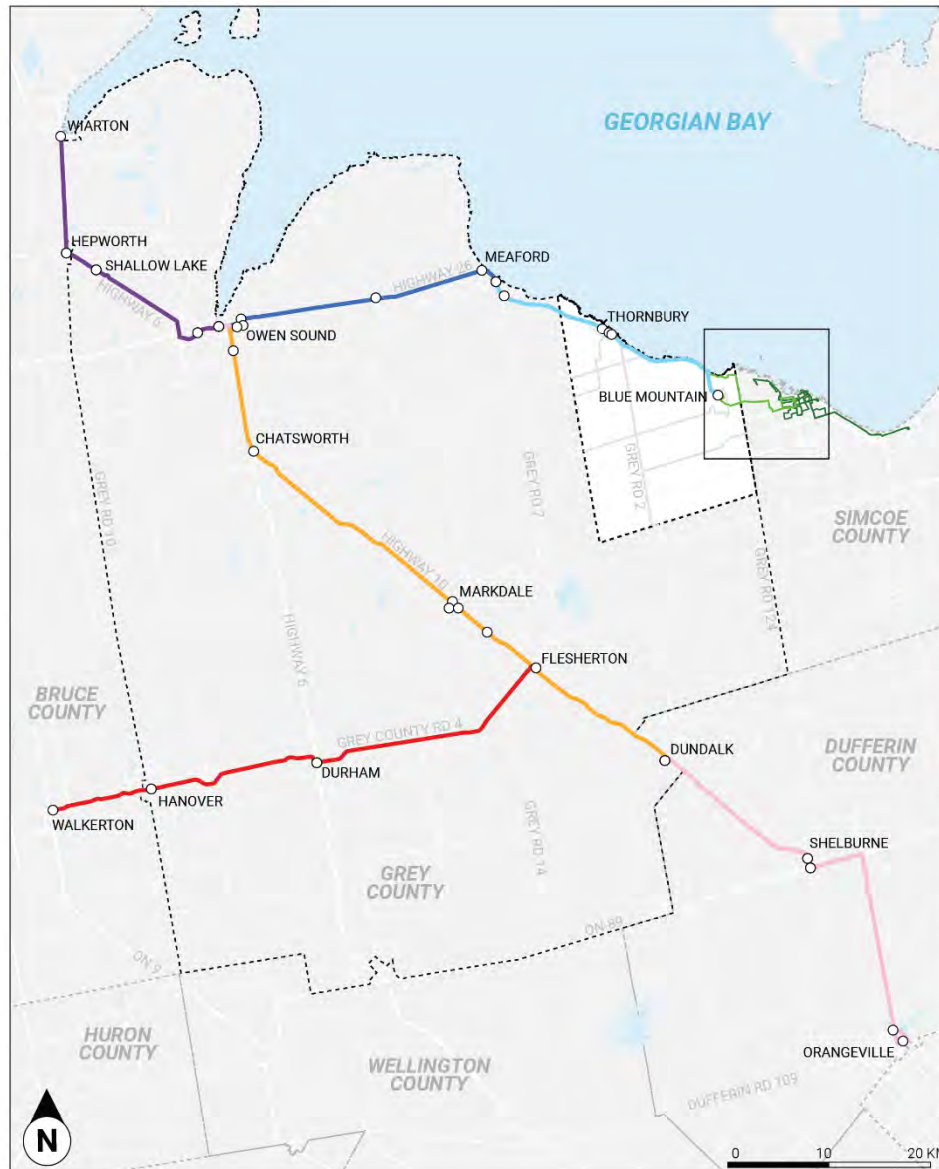 GEORGIAN BAY
WIARTON
HEPWORTH
SHALLOW LAKE
HIGHWAY 6
MEAFORD
HIGHWAY 26
OWEN SOUND
THORNBURY
BLUE MOUNTAIN
CHATSWORTH
GREY RD 10
GREY RD 7
GREY RD 2
SIMCOE
COUNTY
GREY RD 124
HIGHWAY 10
MARKDALE
HIGHWAY 6
FLESHERTON
BRUCE
COUNTY
GREY COUNTY RD 4
DUNDALK
DUFFERIN
COUNTY
DURHAM
HANOVER
WALKERTON
GREY RD 14
SHELBURNE
GREY
COUNTY
ON 89
ON 9
HURON
COUNTY
WELLINGTON
COUNTY
ORANGEVILLE
DUFFERIN RD 109
N
0 10 20 KM